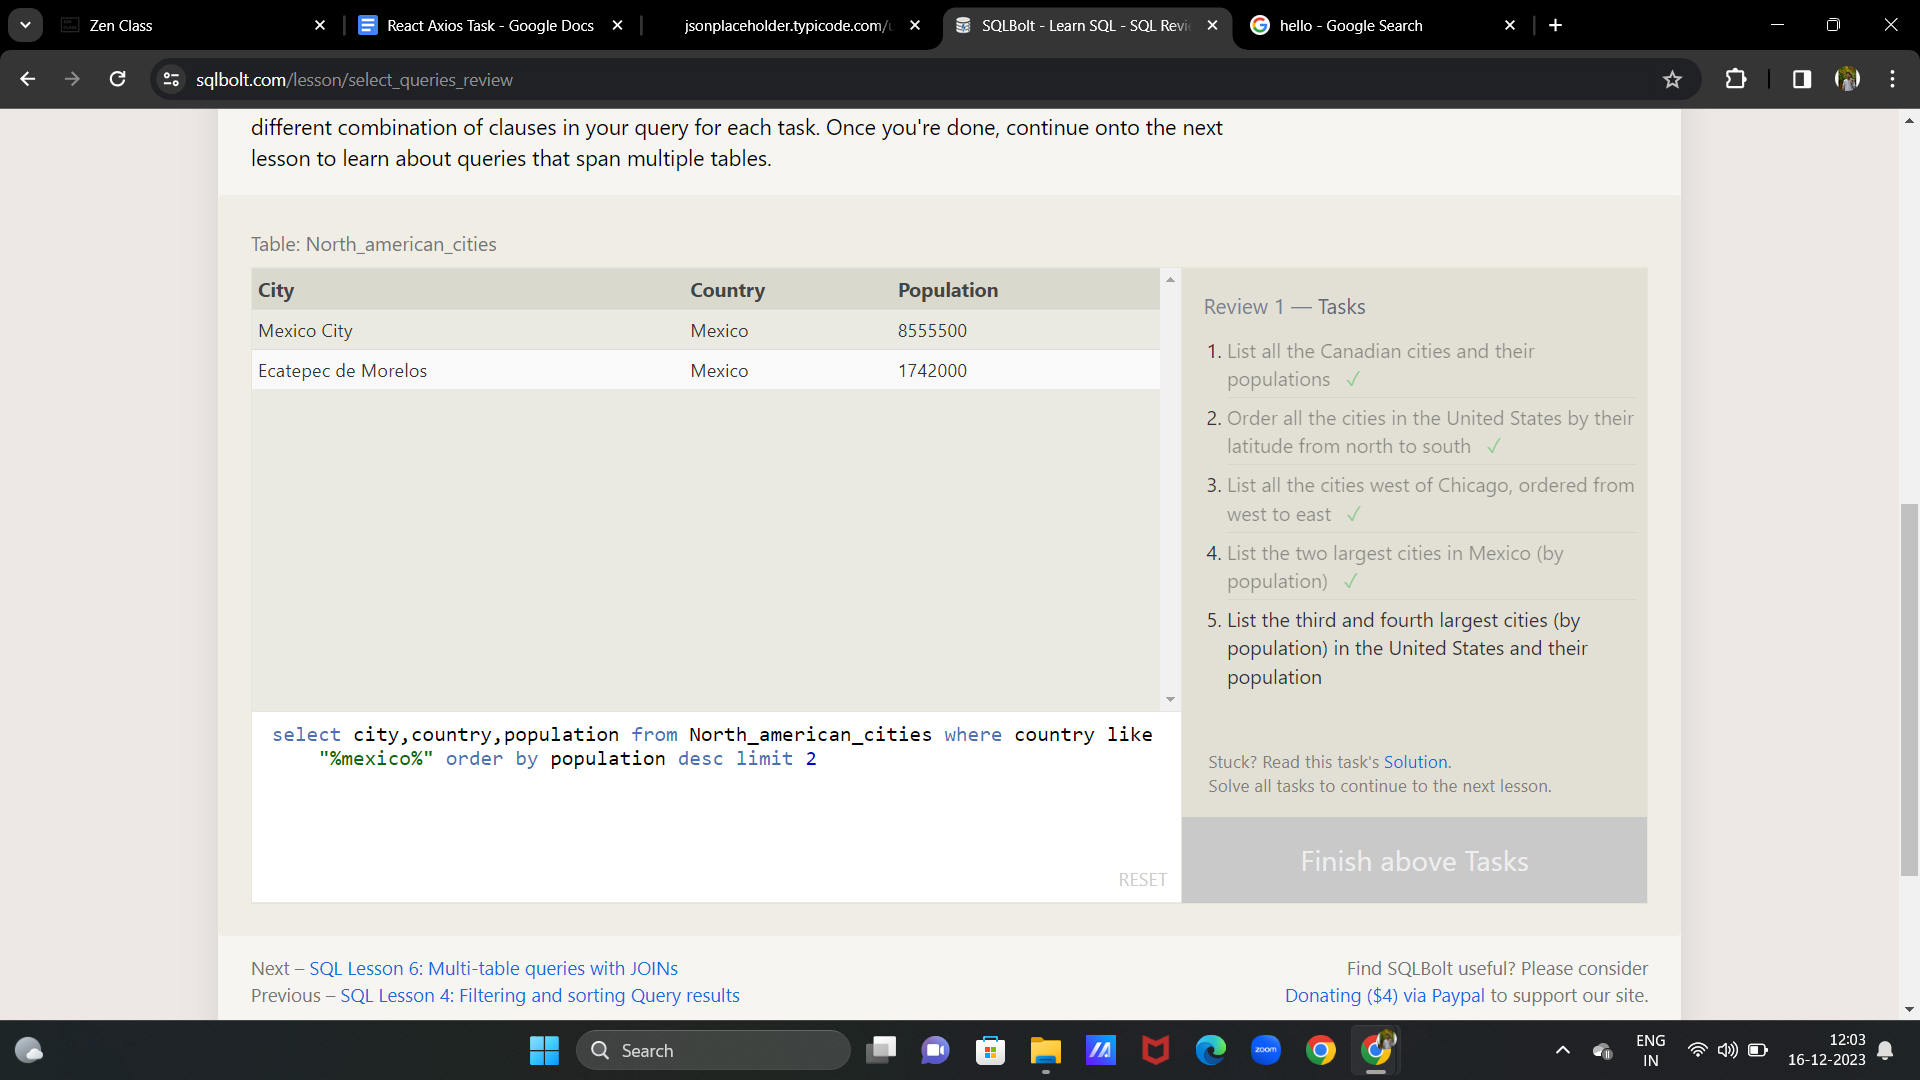 Zen Class
React Axios Task - Google Docs
jsonplaceholder.typicode.com/u
SQLBolt - Learn SQL - SQL Revi
hello - Google Search
sqlbolt.com/lesson/select_queries_review
different combination of clauses in your query for each task. Once you're done, continue onto the next
lesson to learn about queries that span multiple tables.
Table: North_american_cities
City Country Population
Mexico City Mexico 8555500
Ecatepec de Morelos Mexico 1742000
select city,country,population from North_american_cities where country like
"%mexico%" order by population desc limit 2
RESET
Review 1 — Tasks
1. List all the Canadian cities and their
populations ✓
2. Order all the cities in the United States by their
latitude from north to south ✓
3. List all the cities west of Chicago, ordered from
west to east ✓
4. List the two largest cities in Mexico (by
population) ✓
5. List the third and fourth largest cities (by
population) in the United States and their
population
Stuck? Read this task's Solution.
Solve all tasks to continue to the next lesson.
Finish above Tasks
Next – SQL Lesson 6: Multi-table queries with JOINs
Previous – SQL Lesson 4: Filtering and sorting Query results
Find SQLBolt useful? Please consider
Donating ($4) via Paypal to support our site.
Search
zoom
ENG
IN
12:03
16-12-2023